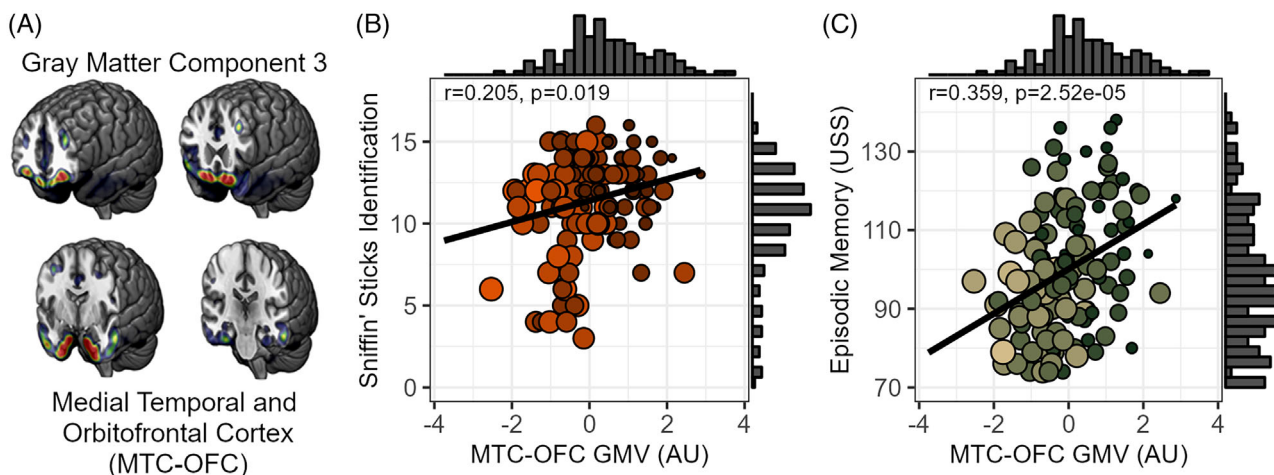 (A)
Gray Matter Component 3
Medial Temporal and
Orbitofrontal Cortex
(MTC-OFC)
(B)
r=0.205, p=0.019
Sniffin' Sticks Identification
15
10
5
0
-4
-2
0
2
4
MTC-OFC GMV (AU)
(C)
r=0.359, p=2.52e-05
Episodic Memory (USS)
130
110
90
70
-4
-2
0
2
4
MTC-OFC GMV (AU)